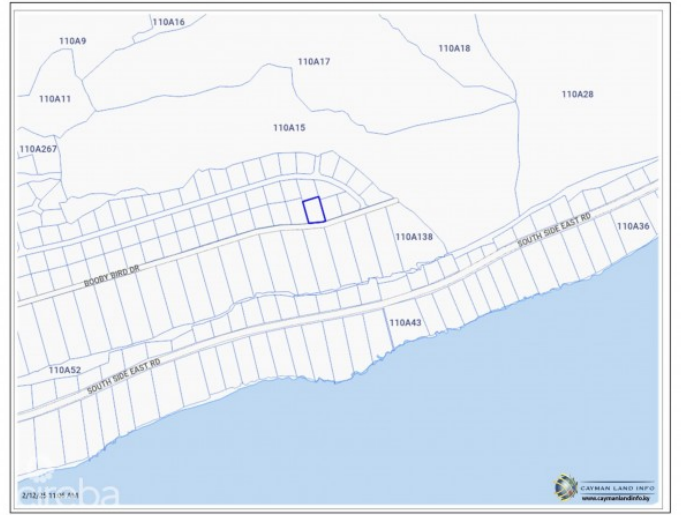 110A16
110A9
110A18
110A17
110A28
110A11
110A15
110A267
110A36
SOUTH SIDE EAST RD
110A138
BOOBY BIRD DR
110A43
110A52
SOUTH SIDE EAST RD
CAYMAN LAND INFO
www.caymanlandinfo.ky